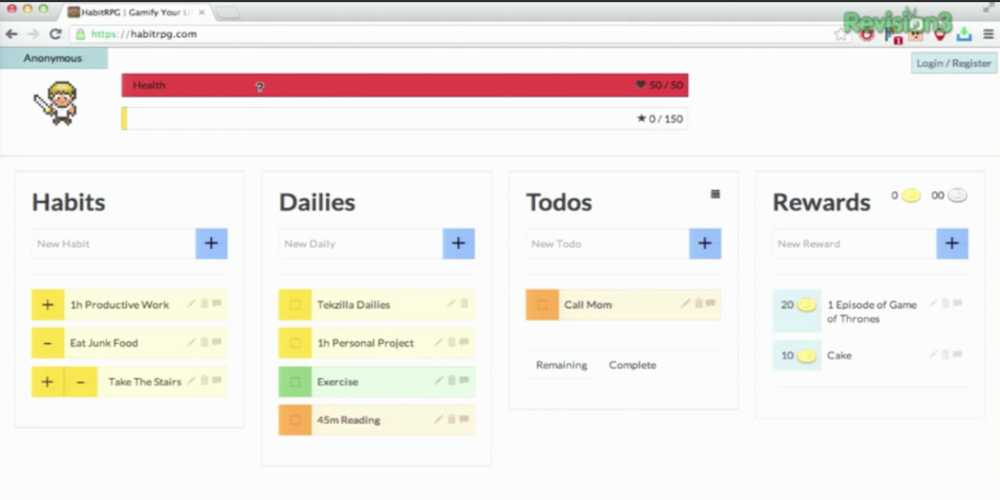 HabitRPG | Gamify Your Li
https://habitrpg.com
Revision3
1
Anonymous
Login / Register
Health
?
50 / 50
0 / 150
Habits
New Habit
+
+ 1h Productive Work
− Eat Junk Food
+ − Take The Stairs
Dailies
New Daily
+
Tekzilla Dailies
1h Personal Project
Exercise
45m Reading
Todos
New Todo
+
Call Mom
Remaining Complete
Rewards 0 00
New Reward
+
20 1 Episode of Game
of Thrones
10 Cake